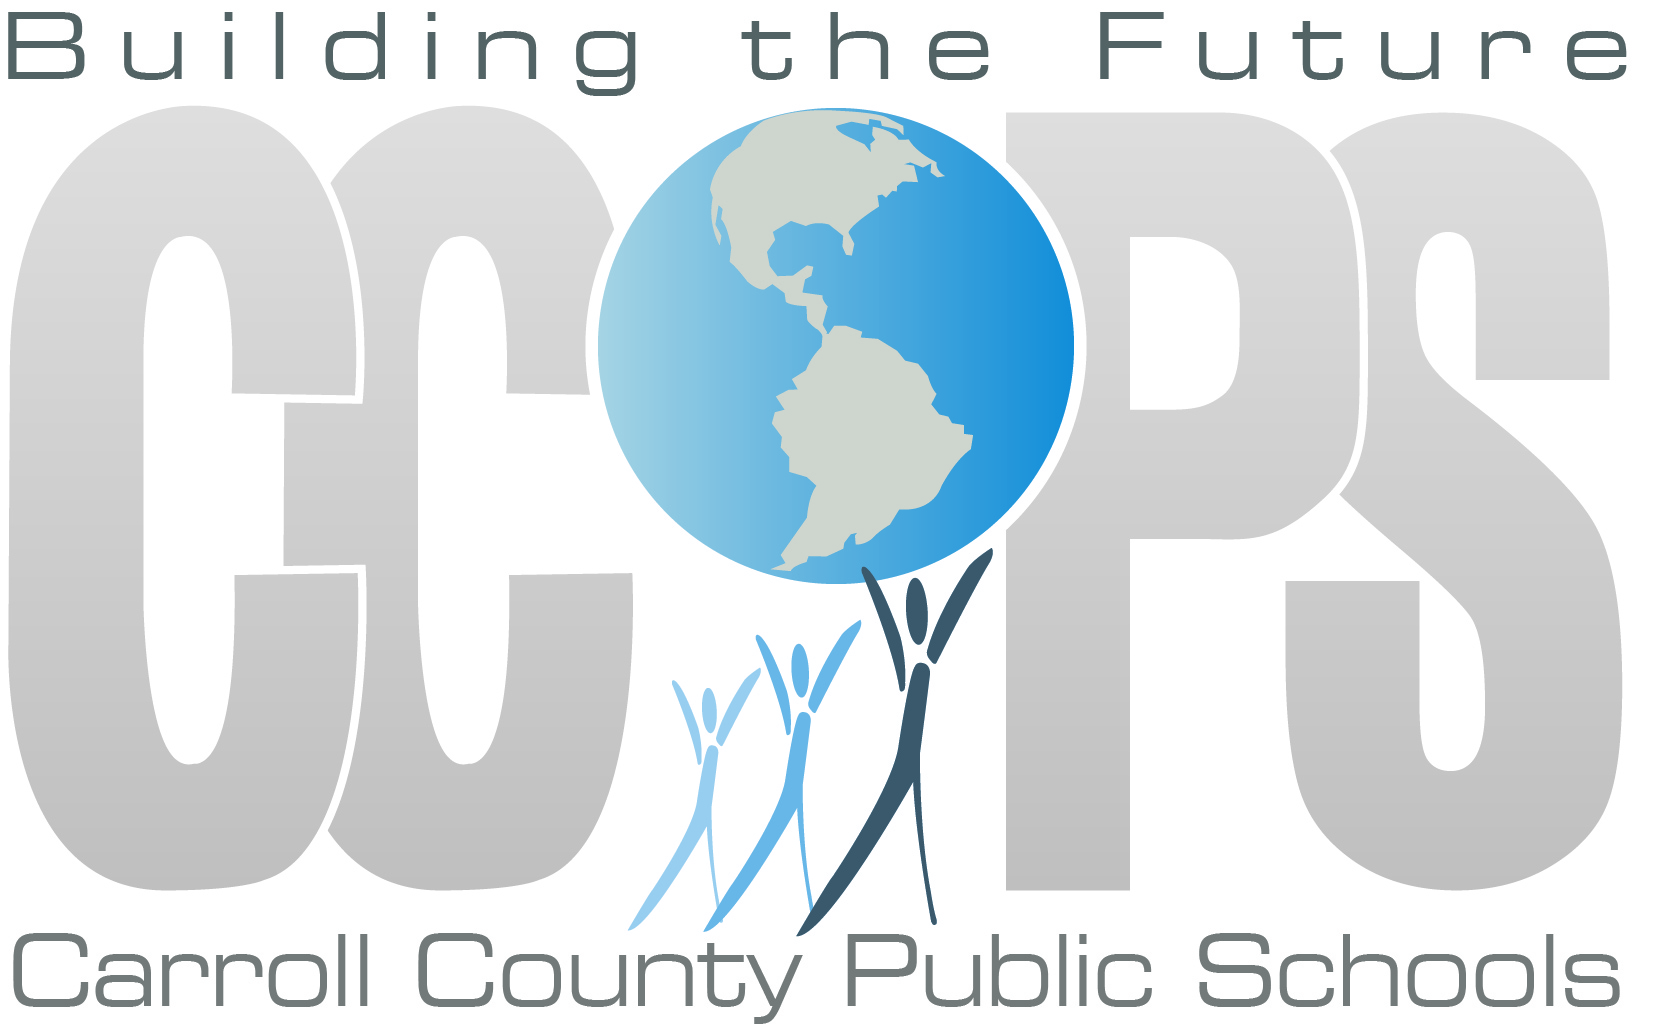 Building the Future
CCPS
Carroll County Public Schools